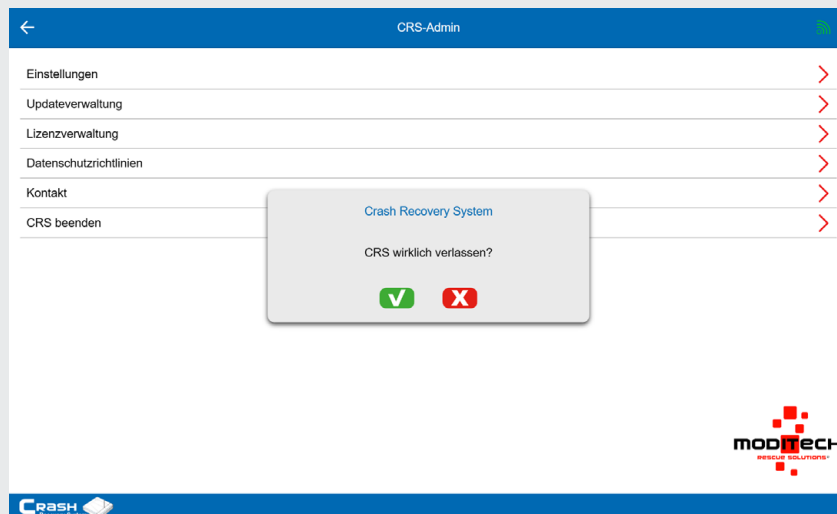 CRS-Admin
Einstellungen
Updateverwaltung
Lizenzverwaltung
Datenschutzrichtlinien
Kontakt
CRS beenden
Crash Recovery System
CRS wirklich verlassen?
V X
MODITECH
RESCUE SOLUTIONS
CRASH